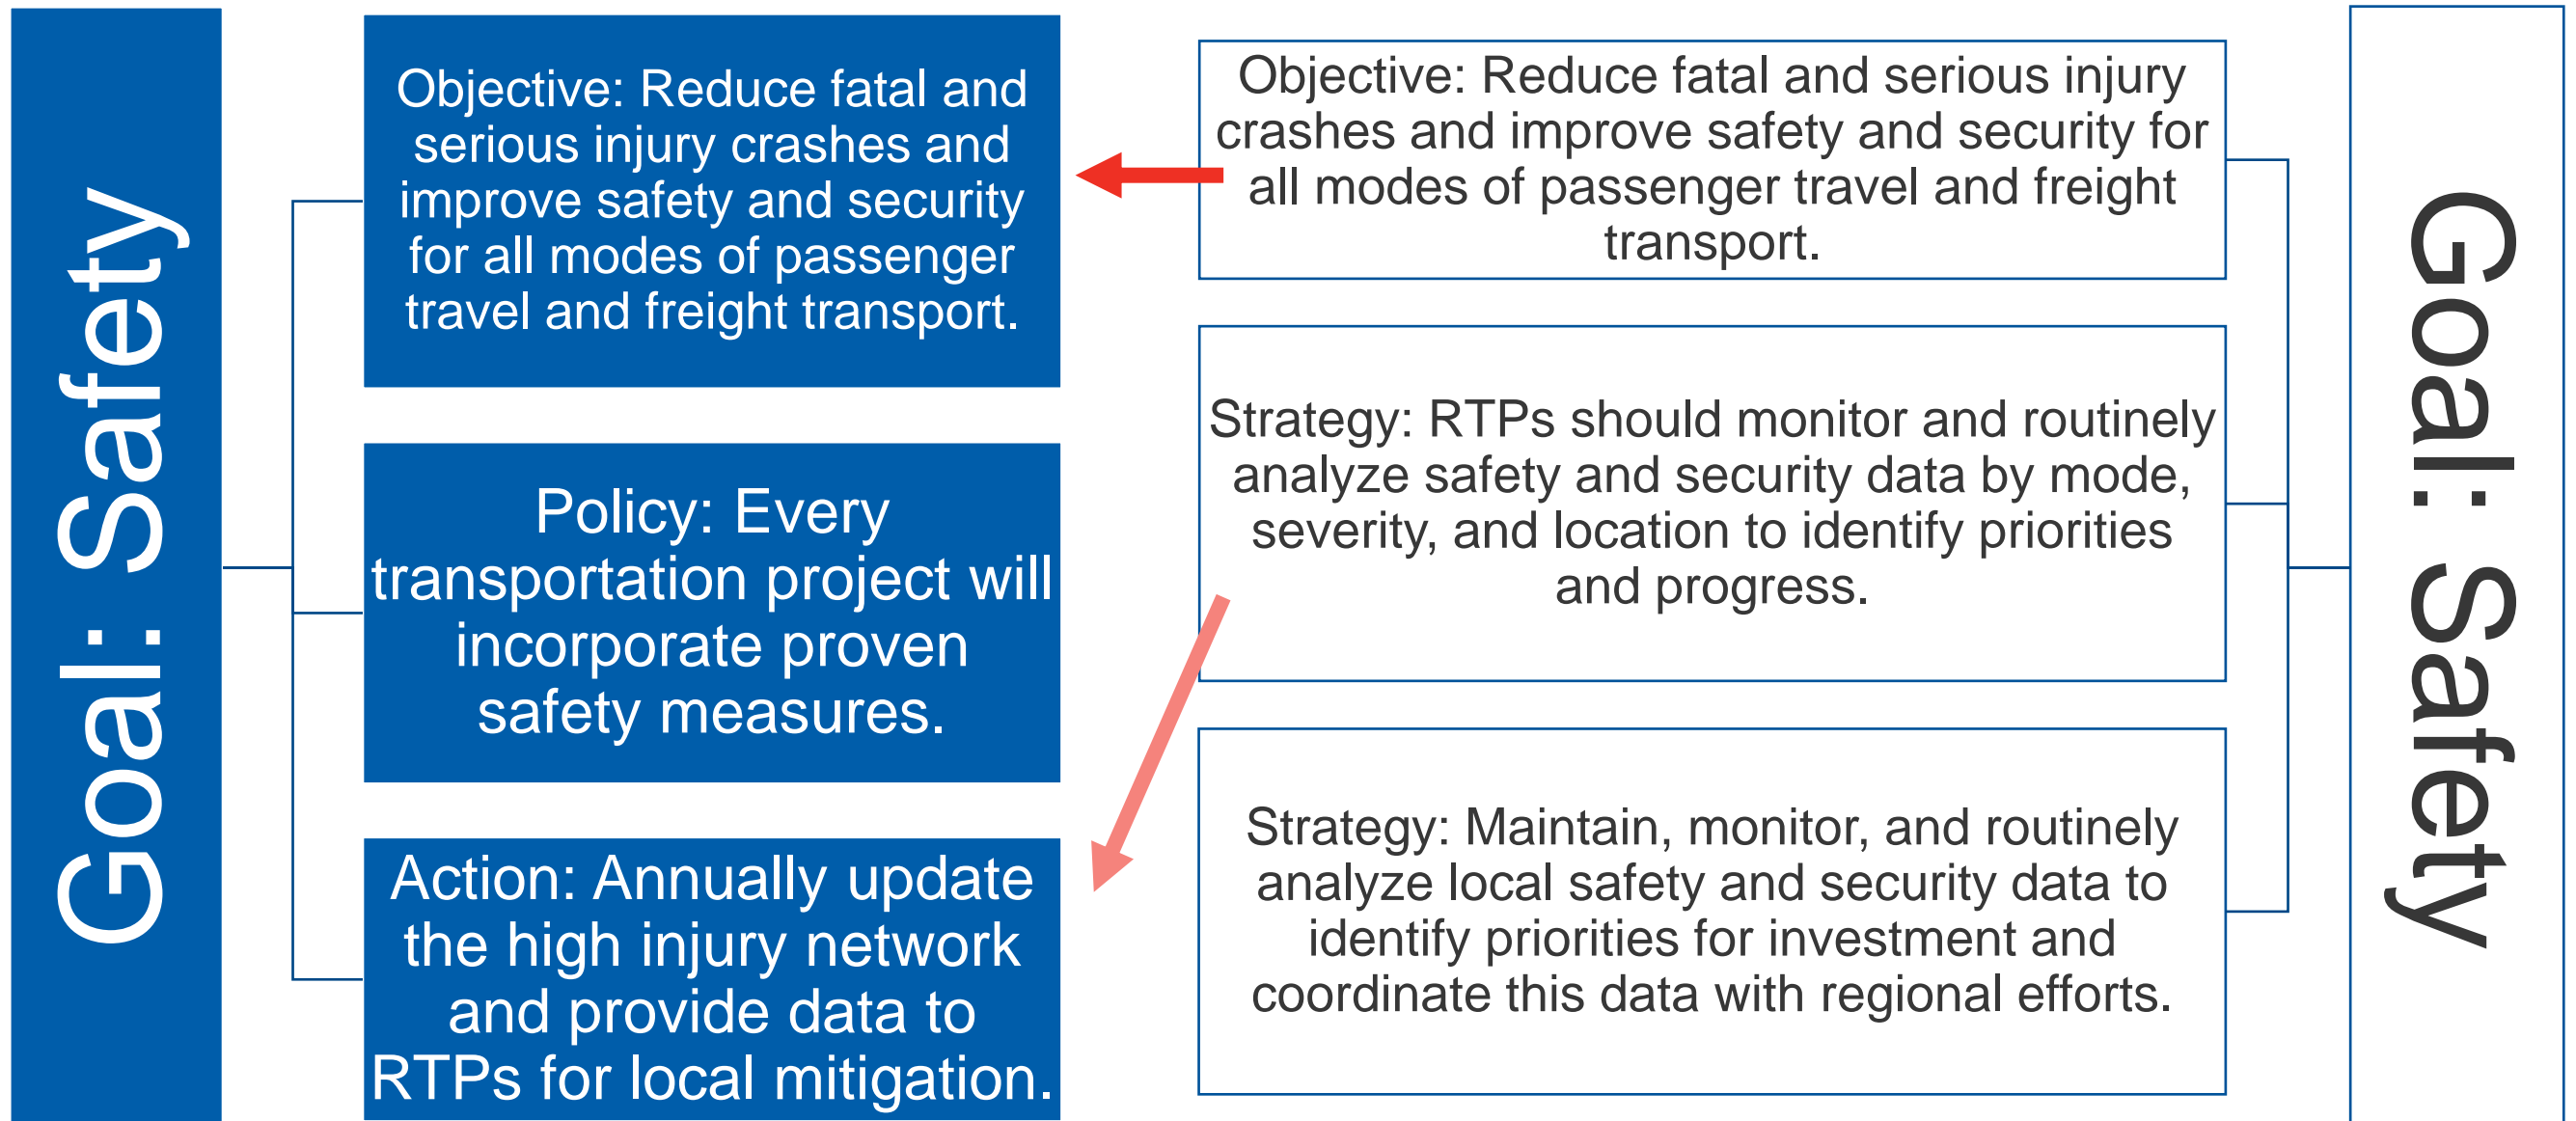 Goal: Safety
Objective: Reduce fatal and
serious injury crashes and
improve safety and security
for all modes of passenger
travel and freight transport.
Policy: Every
transportation project will
incorporate proven
safety measures.
Action: Annually update
the high injury network
and provide data to
RTPs for local mitigation.
Objective: Reduce fatal and serious injury
crashes and improve safety and security for
all modes of passenger travel and freight
transport.
Strategy: RTPs should monitor and routinely
analyze safety and security data by mode,
severity, and location to identify priorities
and progress.
Strategy: Maintain, monitor, and routinely
analyze local safety and security data to
identify priorities for investment and
coordinate this data with regional efforts.
Goal: Safety